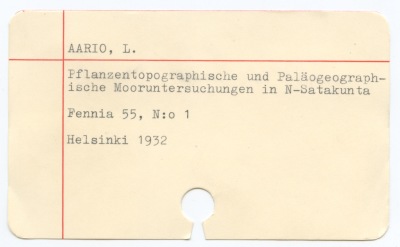 AARIO, L.
Pflanzentopographische und Paläogeograph-
ische Mooruntersuchungen in N-Satakunta
Fennia 55, N:o 1
Helsinki 1932